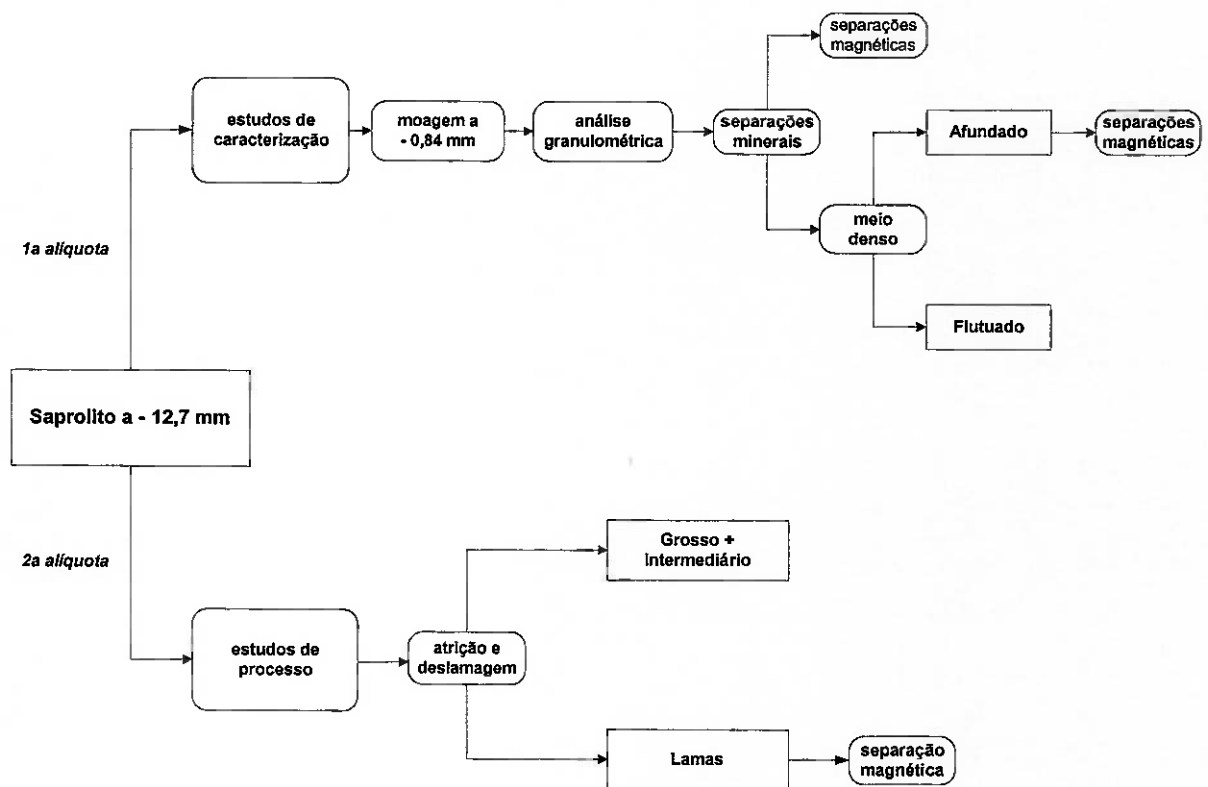 separações
magnéticas
estudos de
caracterização
moagem a
- 0,84 mm
análise
granulométrica
separações
minerais
Afundado
separações
magnéticas
meio
denso
1a alíquota
Flutuado
Saprolito a - 12,7 mm
2a alíquota
Grosso +
Intermediário
estudos de
processo
atrição e
deslamagem
Lamas
separação
magnética